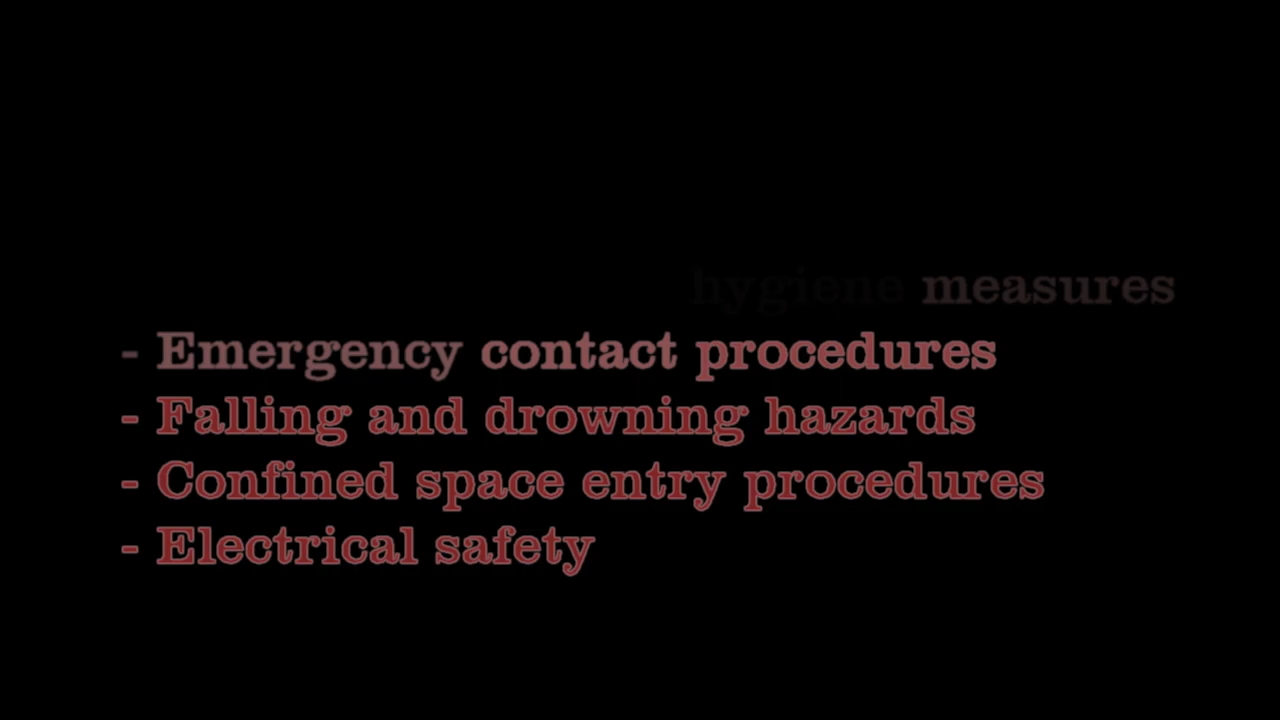 hygiene measures
- Emergency contact procedures
- Falling and drowning hazards
- Confined space entry procedures
- Electrical safety